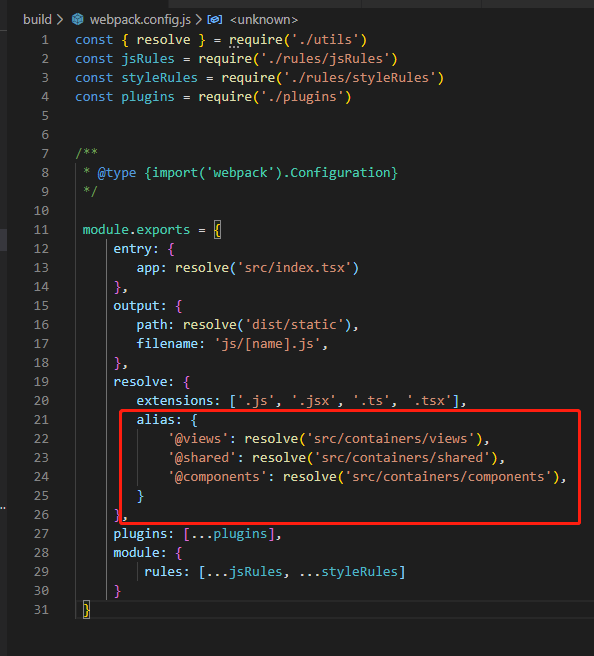 build > webpack.config.js > <unknown>
1 const { resolve } = require('./utils')
2 const jsRules = require('./rules/jsRules')
3 const styleRules = require('./rules/styleRules')
4 const plugins = require('./plugins')
5
6
7 /**
8 * @type {import('webpack').Configuration}
9 */
10
11 module.exports = {
12 entry: {
13 app: resolve('src/index.tsx')
14 },
15 output: {
16 path: resolve('dist/static'),
17 filename: 'js/[name].js',
18 },
19 resolve: {
20 extensions: ['.js', '.jsx', '.ts', '.tsx'],
21 alias: {
22 '@views': resolve('src/containers/views'),
23 '@shared': resolve('src/containers/shared'),
24 '@components': resolve('src/containers/components'),
25 }
26 },
27 plugins: [...plugins],
28 module: {
29 rules: [...jsRules, ...styleRules]
30 }
31 }